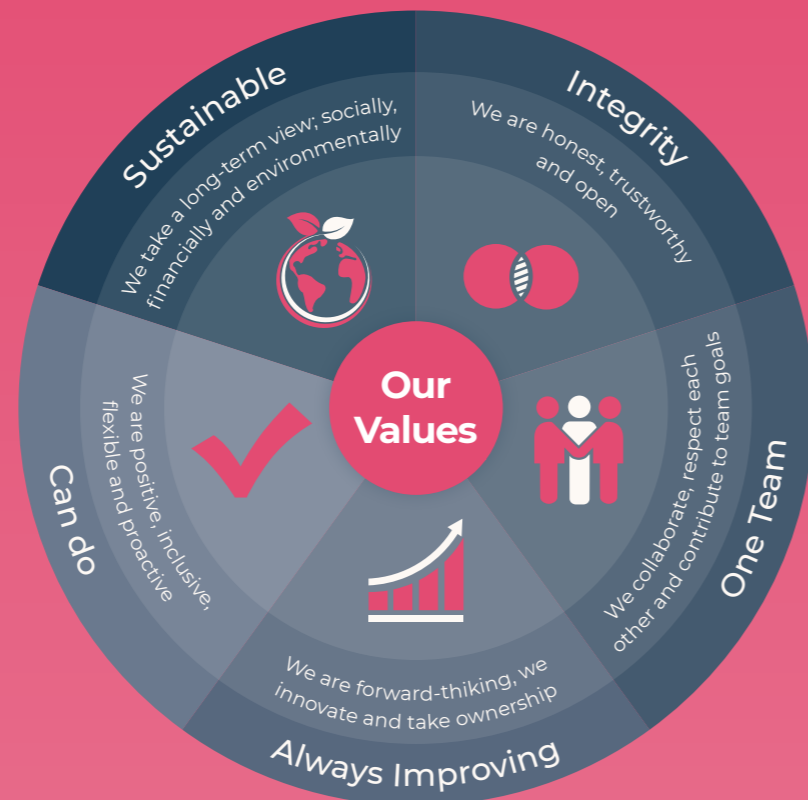 Our
Values
Sustainable
We take a long-term view; socially,
financially and environmentally
Integrity
We are honest, trustworthy
and open
One Team
We collaborate, respect each
other and contribute to team goals
Always Improving
We are forward-thiking, we
innovate and take ownership
Can do
We are positive, inclusive,
flexible and proactive